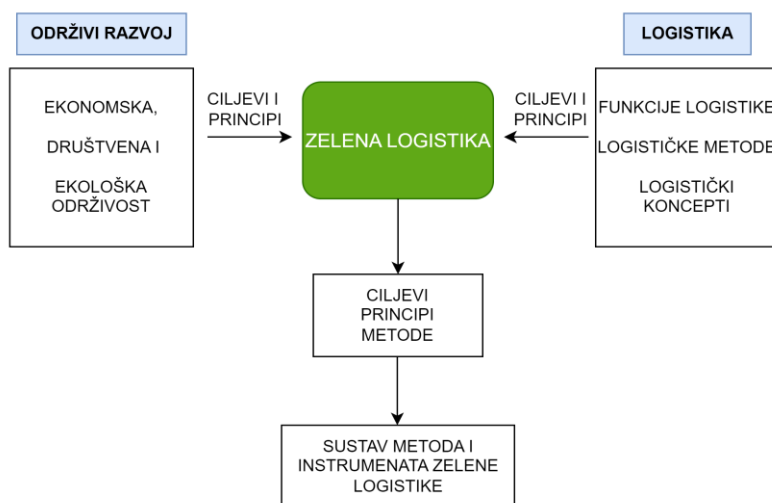 ODRŽIVI RAZVOJ
LOGISTIKA
EKONOMSKA,
DRUŠTVENA I
EKOLOŠKA
ODRŽIVOST
CILJEVI I
PRINCIPI
ZELENA LOGISTIKA
CILJEVI I
PRINCIPI
FUNKCIJE LOGISTIKE
LOGISTIČKE METODE
LOGISTIČKI
KONCEPTI
CILJEVI
PRINCIPI
METODE
SUSTAV METODA I
INSTRUMENATA ZELENE
LOGISTIKE